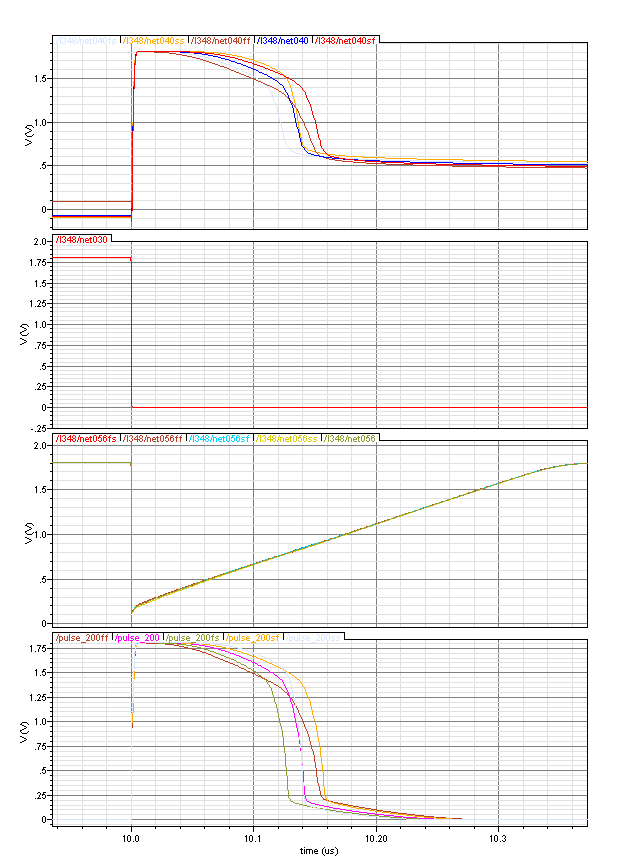 /I348/net040fs /I348/net040ss /I348/net040ff /I348/net040 /I348/net040sf
1.5
1.0
.5
0
V (V)
/I348/net030
2.0
1.75
1.5
1.25
1.0
.75
.5
.25
0
-.25
V (V)
/I348/net056fs /I348/net056ff /I348/net056sf /I348/net056ss /I348/net056
2.0
1.5
1.0
.5
0
V (V)
/pulse_200ff /pulse_200 /pulse_200fs /pulse_200sf /pulse_200ss
1.75
1.5
1.25
1.0
.75
.5
.25
0
V (V)
10.0 10.1 10.20 10.3
time (us)